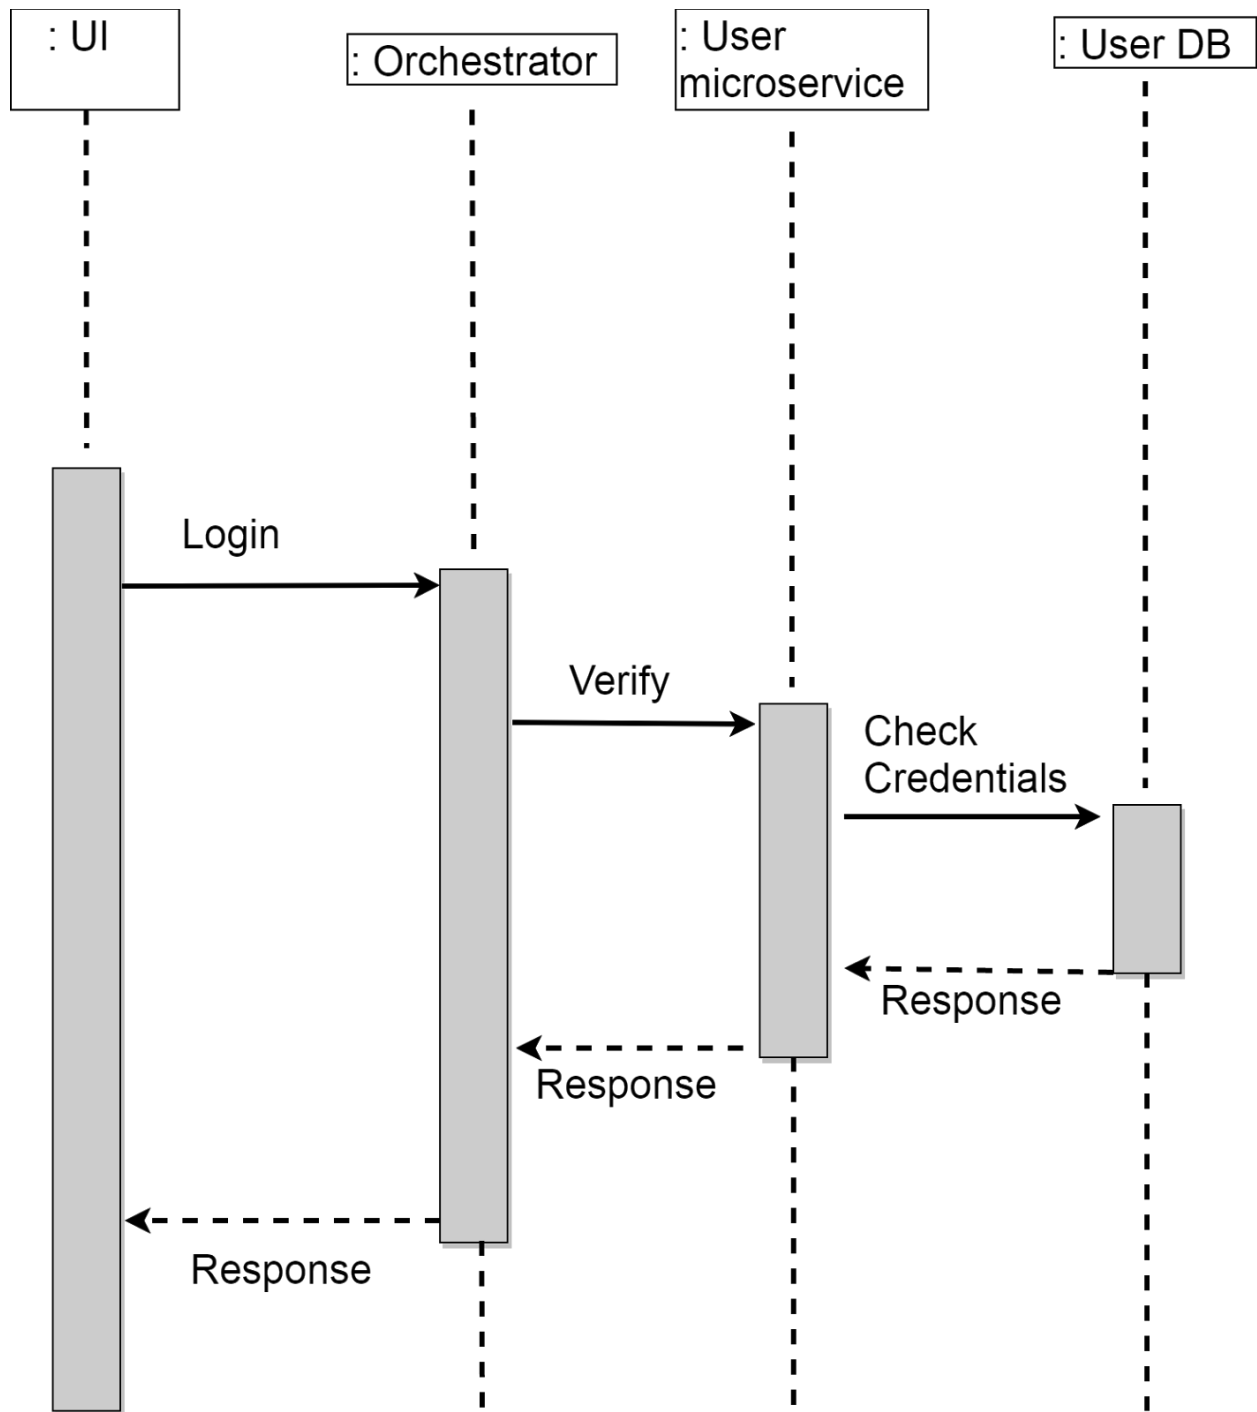 : UI
: Orchestrator
: User
microservice
: User DB
Login
Verify
Check
Credentials
Response
Response
Response